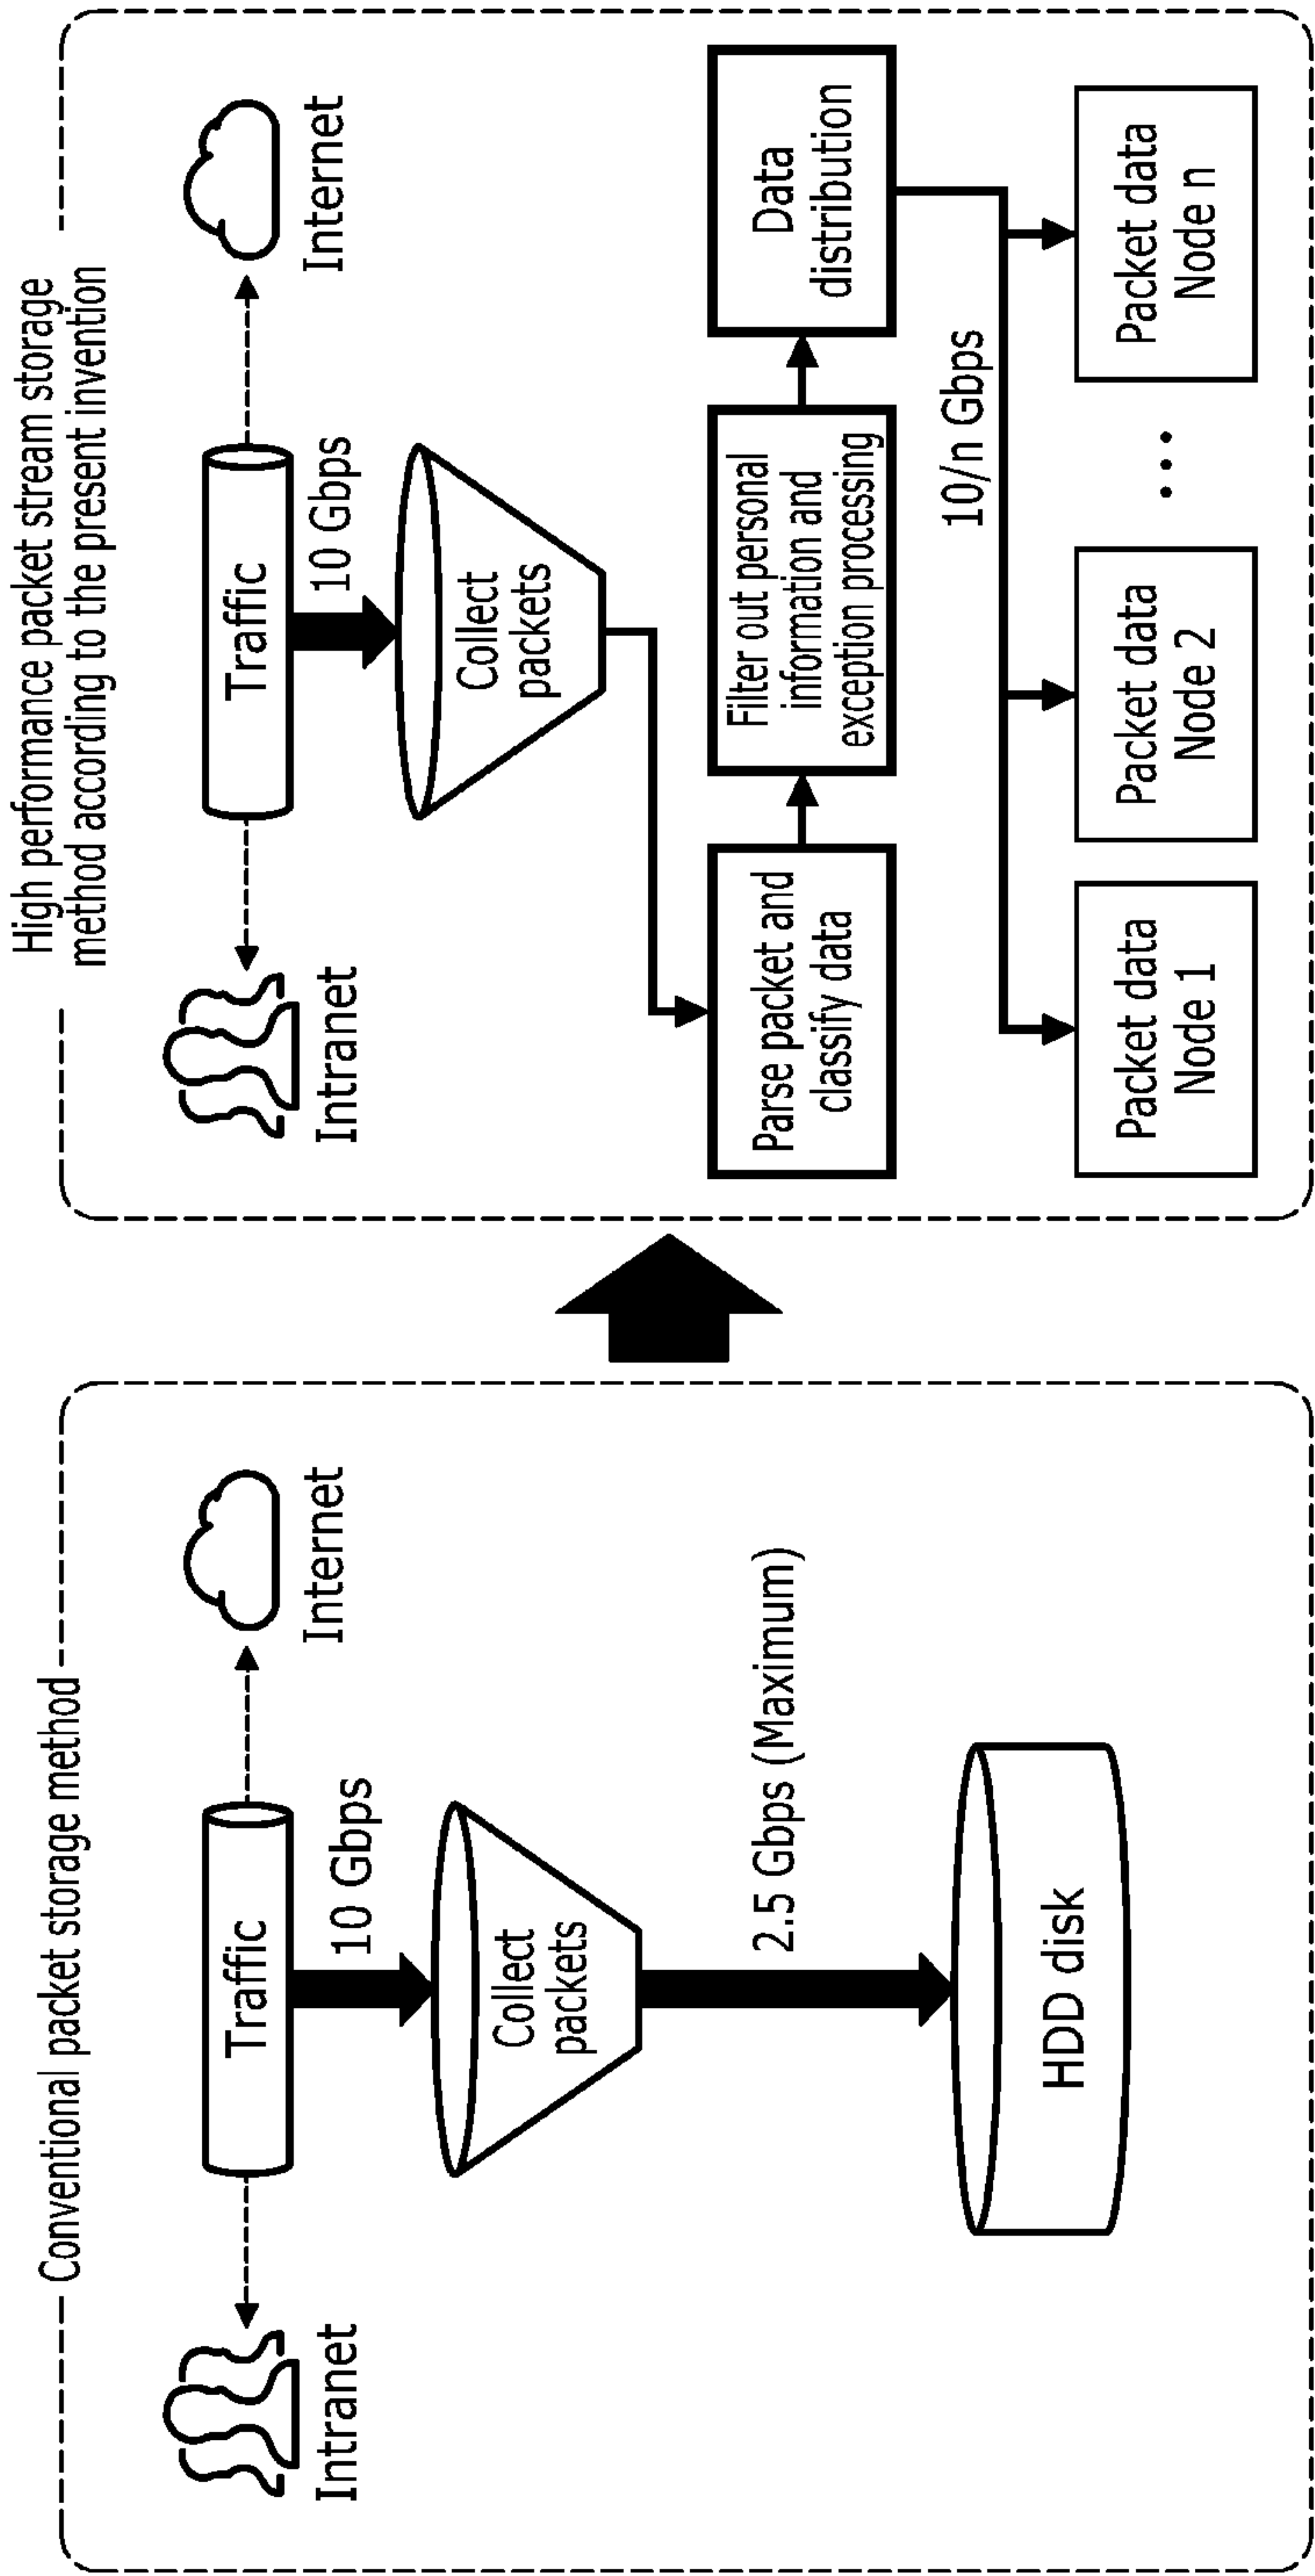 Conventional packet storage method
Intranet
Traffic
Internet
10 Gbps
Collect
packets
2.5 Gbps (Maximum)
HDD disk
High performance packet stream storage
method according to the present invention
Intranet
Traffic
Internet
10 Gbps
Collect
packets
Parse packet and
classify data
Filter out personal
information and
exception processing
Data
distribution
10/n Gbps
Packet data
Node 1
Packet data
Node 2
...
Packet data
Node n